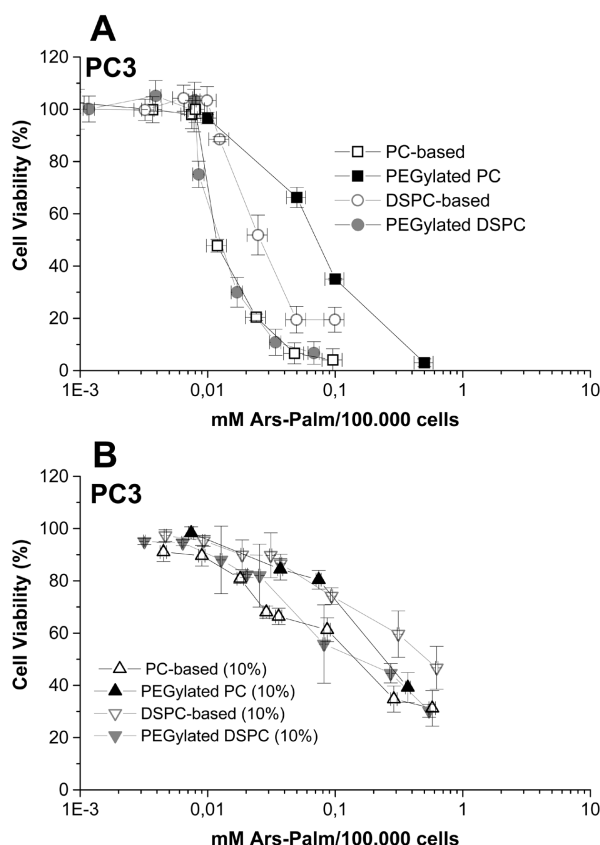 A
PC3
120
100
80
60
40
20
0
Cell Viability (%)
PC-based
PEGylated PC
DSPC-based
PEGylated DSPC
1E-3 0,01 0,1 1 10
mM Ars-Palm/100.000 cells
B
PC3
120
100
80
60
40
20
0
Cell Viability (%)
PC-based (10%)
PEGylated PC (10%)
DSPC-based (10%)
PEGylated DSPC (10%)
1E-3 0,01 0,1 1 10
mM Ars-Palm/100.000 cells